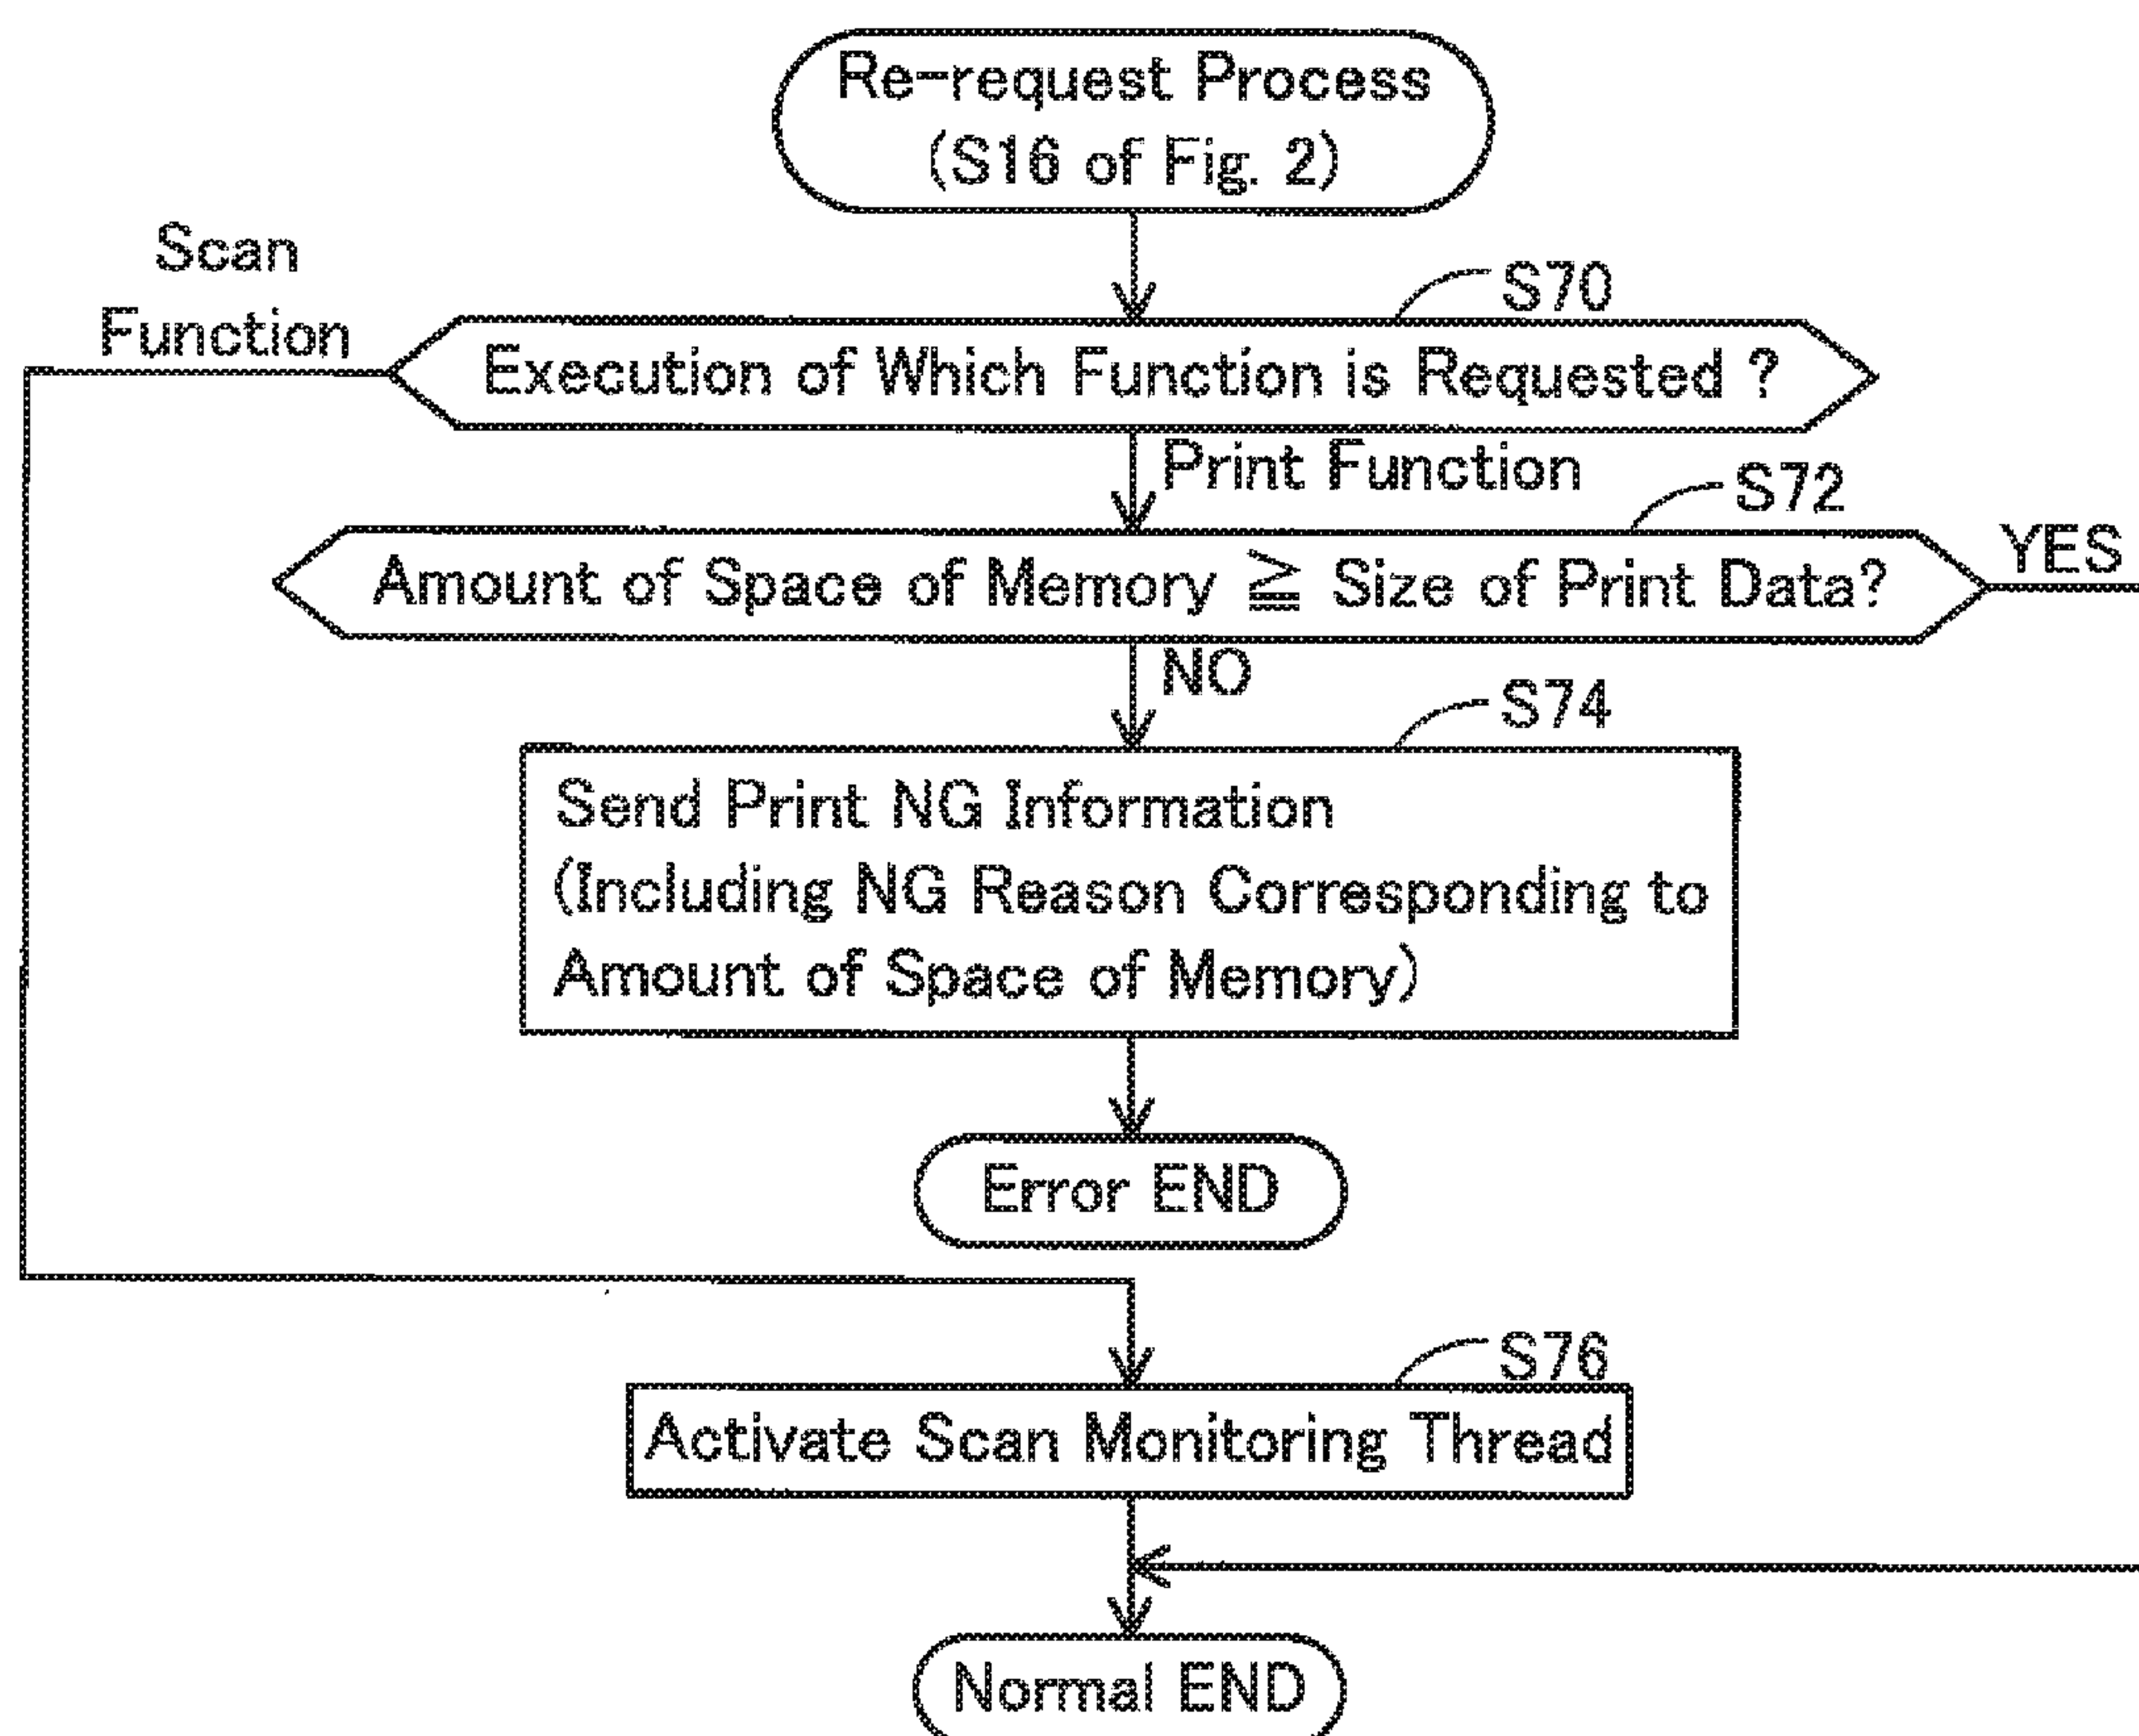 Re-request Process
(S16 of Fig. 2)
Scan
Function
S70
Execution of Which Function is Requested ?
Print Function
S72
Amount of Space of Memory ≧ Size of Print Data?
YES
NO
S74
Send Print NG Information
(Including NG Reason Corresponding to
Amount of Space of Memory)
Error END
S76
Activate Scan Monitoring Thread
Normal END